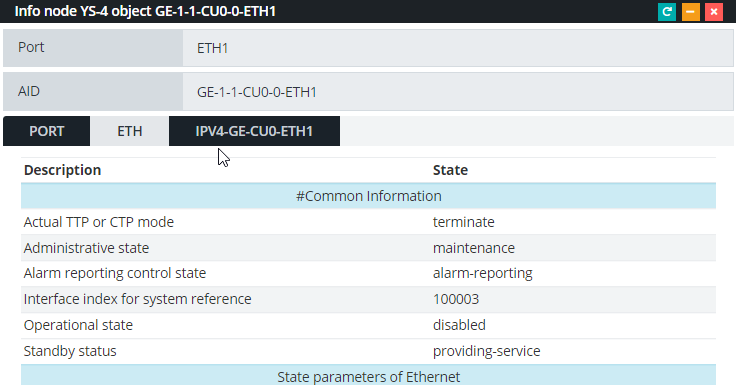 Info node YS-4 object GE-1-1-CU0-0-ETH1
Port ETH1
AID GE-1-1-CU0-0-ETH1
PORT ETH IPV4-GE-CU0-ETH1
Description State
#Common Information
Actual TTP or CTP mode terminate
Administrative state maintenance
Alarm reporting control state alarm-reporting
Interface index for system reference 100003
Operational state disabled
Standby status providing-service
State parameters of Ethernet